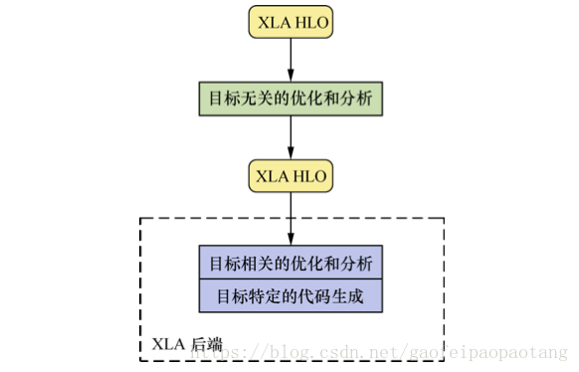 XLA HLO
目标无关的优化和分析
XLA HLO
目标相关的优化和分析
目标特定的代码生成
XLA 后端
https://blog.csdn.net/gaofeipaopaotang